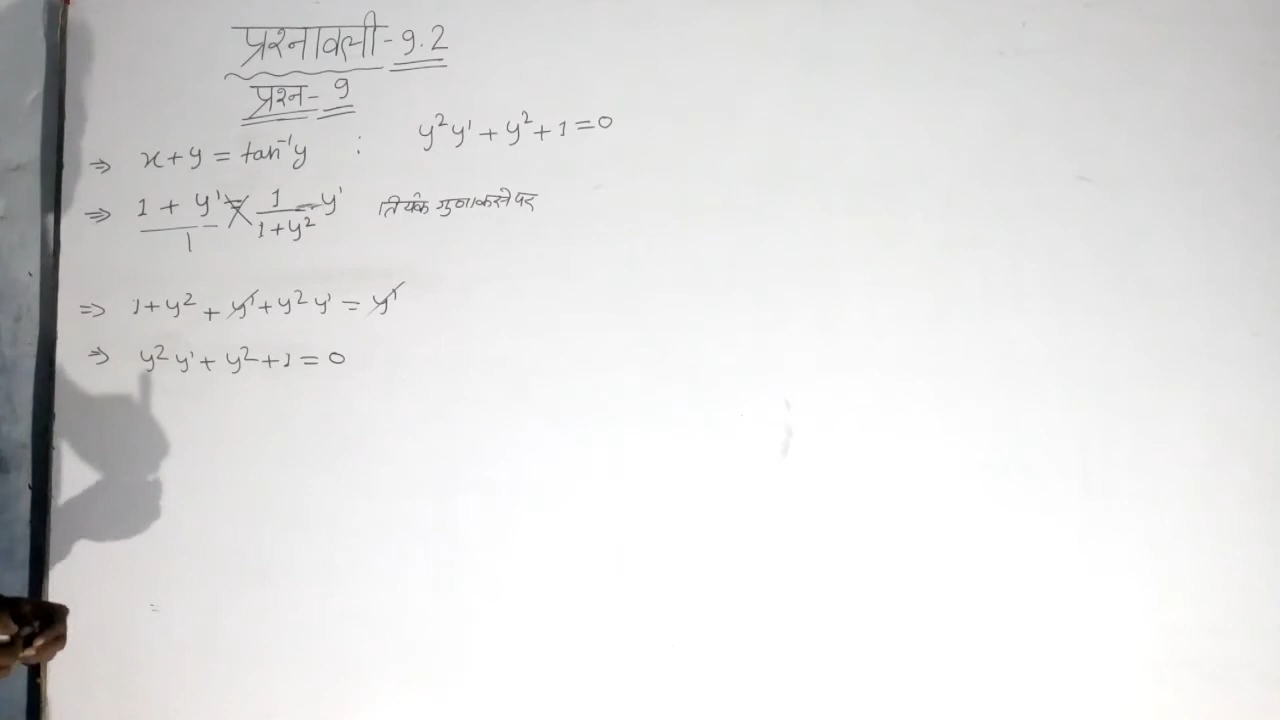 प्रश्नावली-9.2
प्रश्न-9
⇒ x+y = tan⁻¹y : y²y' + y² + 1 = 0
⇒ (1 + y')/1 = 1/(1+y²) y' तिर्यक गुणा करने पर
⇒ 1+y² + y' + y²y' = y'
⇒ y²y' + y² + 1 = 0